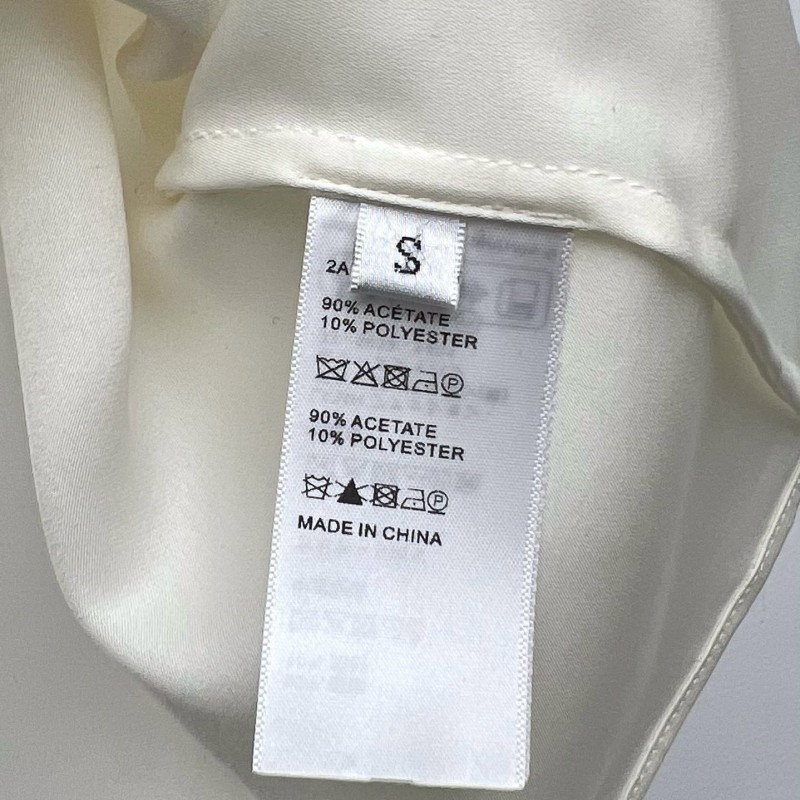 S
2A
90% ACÉTATE
10% POLYESTER
P
90% ACETATE
10% POLYESTER
P
MADE IN CHINA